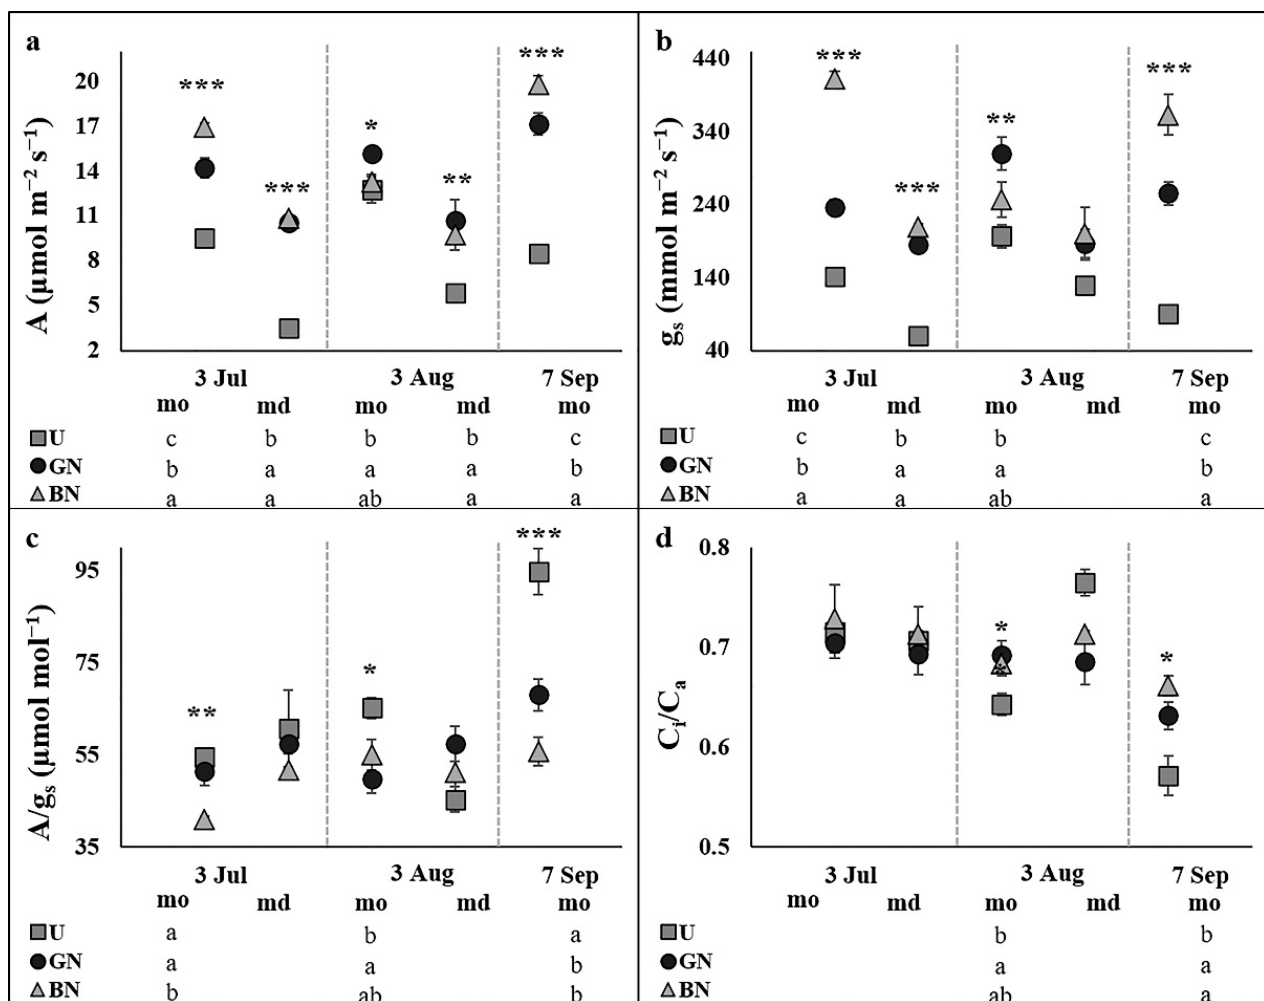 a
A (μmol m⁻² s⁻¹)
20
17
14
11
8
5
2
***
***
*
**
***
3 Jul
3 Aug
7 Sep
mo
md
mo
md
mo
U
c
b
b
b
c
GN
b
a
a
a
b
BN
a
a
ab
a
a
b
gs (mmol m⁻² s⁻¹)
440
340
240
140
40
***
***
**
***
3 Jul
3 Aug
7 Sep
mo
md
mo
md
mo
U
c
b
b
c
GN
b
a
a
b
BN
a
a
ab
a
c
A/gs (μmol mol⁻¹)
95
75
55
35
**
*
***
3 Jul
3 Aug
7 Sep
mo
md
mo
md
mo
U
a
b
a
GN
a
a
b
BN
b
ab
b
d
Ci/Ca
0.8
0.7
0.6
0.5
*
*
*
3 Jul
3 Aug
7 Sep
mo
md
mo
md
mo
U
b
b
GN
a
a
BN
ab
a